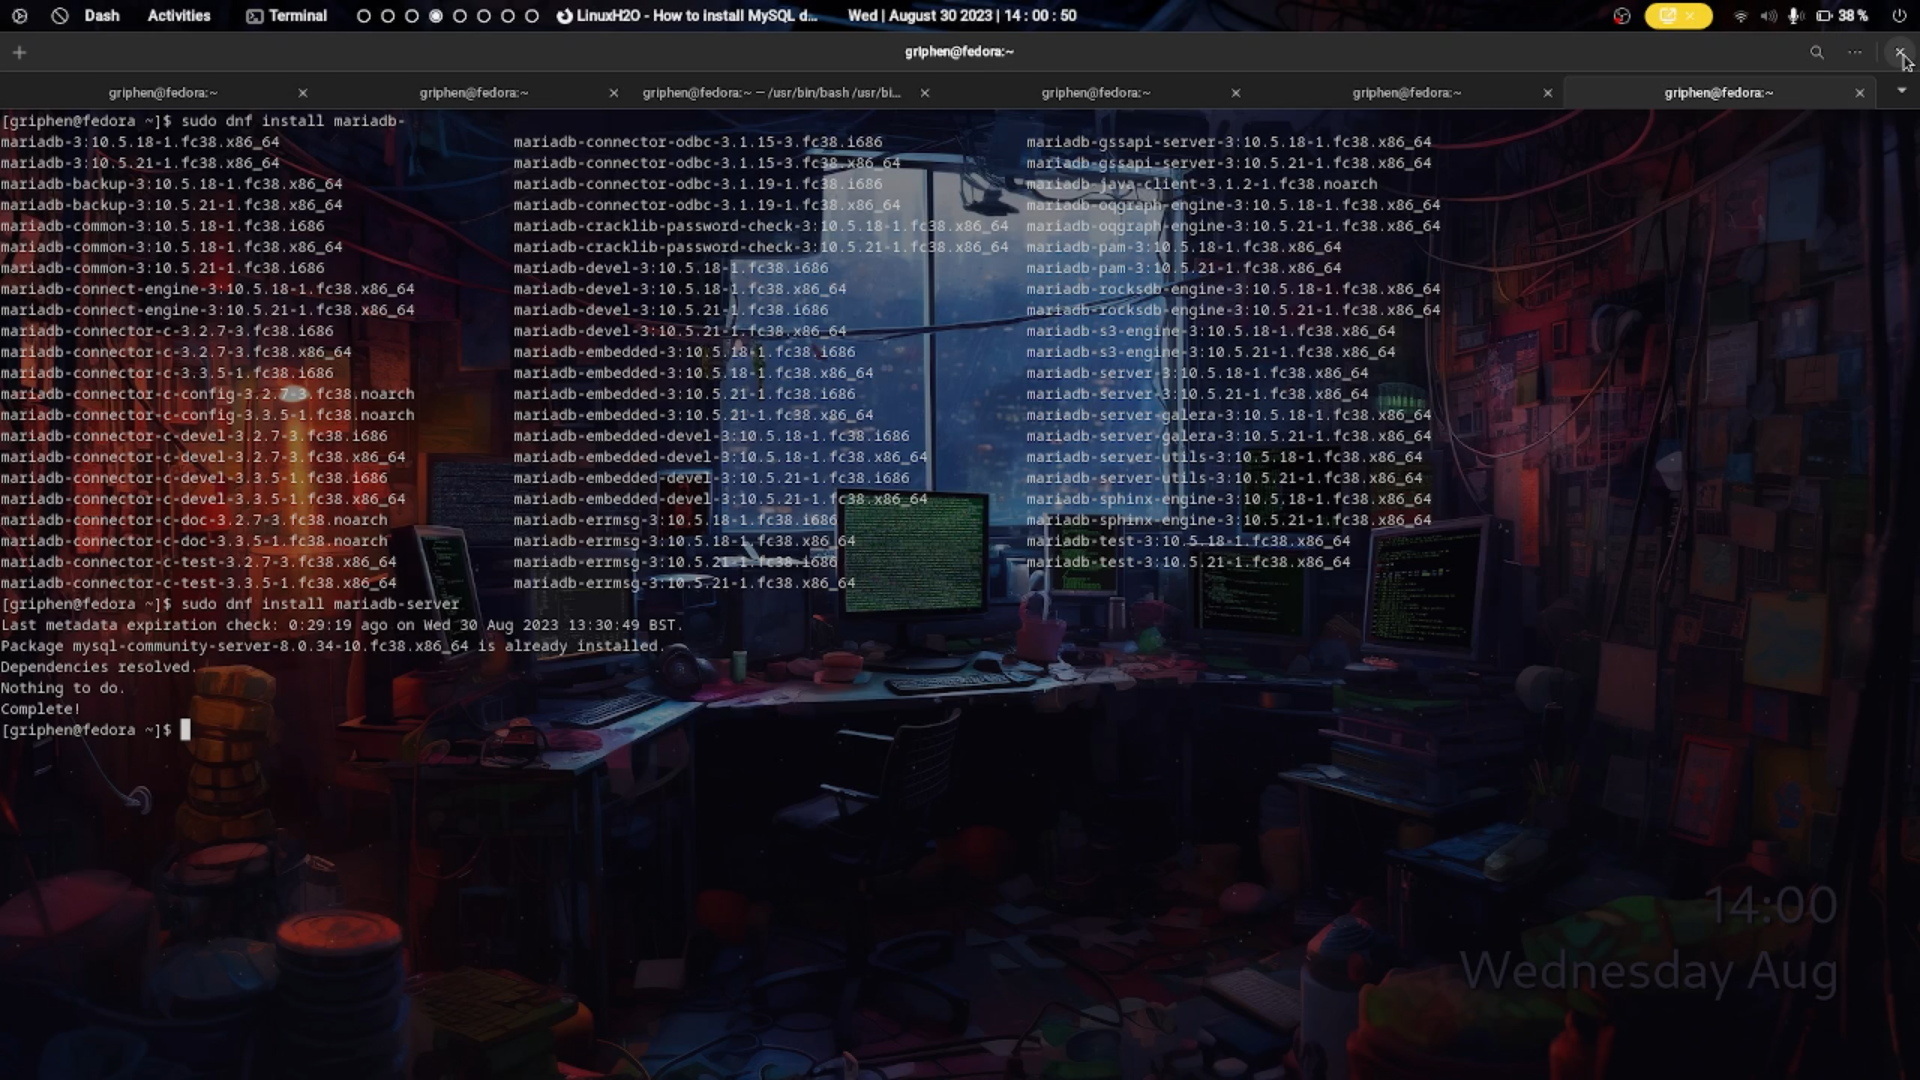 Dash Activities Terminal LinuxH2O - How to install MySQL d... Wed | August 30 2023 | 14 : 00 : 50 38 %
griphen@fedora:~
griphen@fedora:~ griphen@fedora:~ griphen@fedora:~ — /usr/bin/bash /usr/bi... griphen@fedora:~ griphen@fedora:~ griphen@fedora:~
[griphen@fedora ~]$ sudo dnf install mariadb-
mariadb-3:10.5.18-1.fc38.x86_64 mariadb-connector-odbc-3.1.15-3.fc38.i686 mariadb-gssapi-server-3:10.5.18-1.fc38.x86_64
mariadb-3:10.5.21-1.fc38.x86_64 mariadb-connector-odbc-3.1.15-3.fc38.x86_64 mariadb-gssapi-server-3:10.5.21-1.fc38.x86_64
mariadb-backup-3:10.5.18-1.fc38.x86_64 mariadb-connector-odbc-3.1.19-1.fc38.i686 mariadb-java-client-3.1.2-1.fc38.noarch
mariadb-backup-3:10.5.21-1.fc38.x86_64 mariadb-connector-odbc-3.1.19-1.fc38.x86_64 mariadb-oqgraph-engine-3:10.5.18-1.fc38.x86_64
mariadb-common-3:10.5.18-1.fc38.i686 mariadb-cracklib-password-check-3:10.5.18-1.fc38.x86_64 mariadb-oqgraph-engine-3:10.5.21-1.fc38.x86_64
mariadb-common-3:10.5.18-1.fc38.x86_64 mariadb-cracklib-password-check-3:10.5.21-1.fc38.x86_64 mariadb-pam-3:10.5.18-1.fc38.x86_64
mariadb-common-3:10.5.21-1.fc38.i686 mariadb-devel-3:10.5.18-1.fc38.i686 mariadb-pam-3:10.5.21-1.fc38.x86_64
mariadb-connect-engine-3:10.5.18-1.fc38.x86_64 mariadb-devel-3:10.5.18-1.fc38.x86_64 mariadb-rocksdb-engine-3:10.5.18-1.fc38.x86_64
mariadb-connect-engine-3:10.5.21-1.fc38.x86_64 mariadb-devel-3:10.5.21-1.fc38.i686 mariadb-rocksdb-engine-3:10.5.21-1.fc38.x86_64
mariadb-connector-c-3.2.7-3.fc38.i686 mariadb-devel-3:10.5.21-1.fc38.x86_64 mariadb-s3-engine-3:10.5.18-1.fc38.x86_64
mariadb-connector-c-3.2.7-3.fc38.x86_64 mariadb-embedded-3:10.5.18-1.fc38.i686 mariadb-s3-engine-3:10.5.21-1.fc38.x86_64
mariadb-connector-c-3.3.5-1.fc38.i686 mariadb-embedded-3:10.5.18-1.fc38.x86_64 mariadb-server-3:10.5.18-1.fc38.x86_64
mariadb-connector-c-config-3.2.7-3.fc38.noarch mariadb-embedded-3:10.5.21-1.fc38.i686 mariadb-server-3:10.5.21-1.fc38.x86_64
mariadb-connector-c-config-3.3.5-1.fc38.noarch mariadb-embedded-3:10.5.21-1.fc38.x86_64 mariadb-server-galera-3:10.5.18-1.fc38.x86_64
mariadb-connector-c-devel-3.2.7-3.fc38.i686 mariadb-embedded-devel-3:10.5.18-1.fc38.i686 mariadb-server-galera-3:10.5.21-1.fc38.x86_64
mariadb-connector-c-devel-3.2.7-3.fc38.x86_64 mariadb-embedded-devel-3:10.5.18-1.fc38.x86_64 mariadb-server-utils-3:10.5.18-1.fc38.x86_64
mariadb-connector-c-devel-3.3.5-1.fc38.i686 mariadb-embedded-devel-3:10.5.21-1.fc38.i686 mariadb-server-utils-3:10.5.21-1.fc38.x86_64
mariadb-connector-c-devel-3.3.5-1.fc38.x86_64 mariadb-embedded-devel-3:10.5.21-1.fc38.x86_64 mariadb-sphinx-engine-3:10.5.18-1.fc38.x86_64
mariadb-connector-c-doc-3.2.7-3.fc38.noarch mariadb-errmsg-3:10.5.18-1.fc38.i686 mariadb-sphinx-engine-3:10.5.21-1.fc38.x86_64
mariadb-connector-c-doc-3.3.5-1.fc38.noarch mariadb-errmsg-3:10.5.18-1.fc38.x86_64 mariadb-test-3:10.5.18-1.fc38.x86_64
mariadb-connector-c-test-3.2.7-3.fc38.x86_64 mariadb-errmsg-3:10.5.21-1.fc38.i686 mariadb-test-3:10.5.21-1.fc38.x86_64
mariadb-connector-c-test-3.3.5-1.fc38.x86_64 mariadb-errmsg-3:10.5.21-1.fc38.x86_64
[griphen@fedora ~]$ sudo dnf install mariadb-server
Last metadata expiration check: 0:29:19 ago on Wed 30 Aug 2023 13:30:49 BST.
Package mysql-community-server-8.0.34-10.fc38.x86_64 is already installed.
Dependencies resolved.
Nothing to do.
Complete!
[griphen@fedora ~]$
14:00
Wednesday Aug